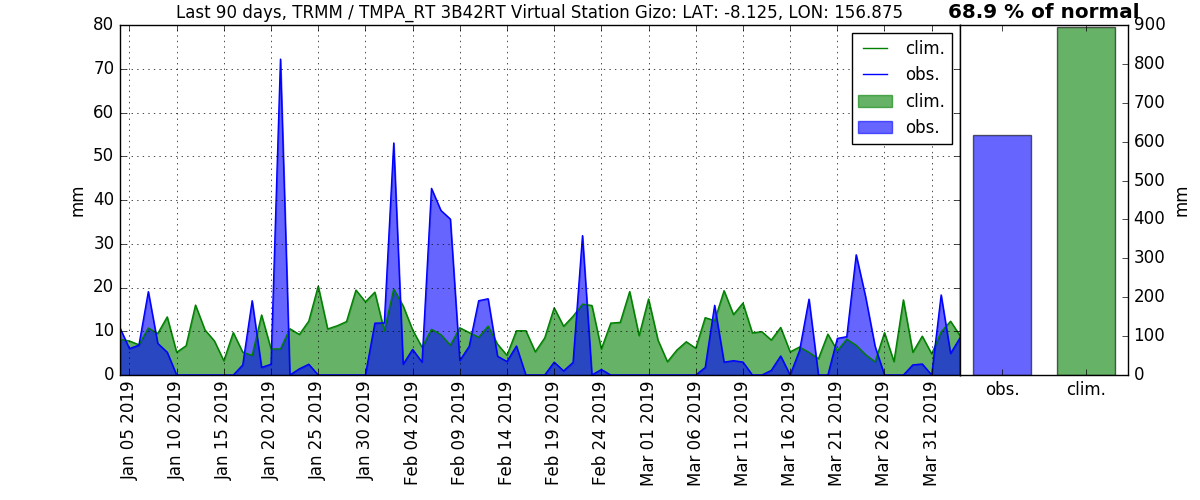 Last 90 days, TRMM / TMPA_RT 3B42RT Virtual Station Gizo: LAT: -8.125, LON: 156.875
68.9 % of normal
80
70
60
50
40
30
20
10
0
mm
clim.
obs.
clim.
obs.
900
800
700
600
500
400
300
200
100
0
mm
obs.
clim.
Jan 05 2019
Jan 10 2019
Jan 15 2019
Jan 20 2019
Jan 25 2019
Jan 30 2019
Feb 04 2019
Feb 09 2019
Feb 14 2019
Feb 19 2019
Feb 24 2019
Mar 01 2019
Mar 06 2019
Mar 11 2019
Mar 16 2019
Mar 21 2019
Mar 26 2019
Mar 31 2019